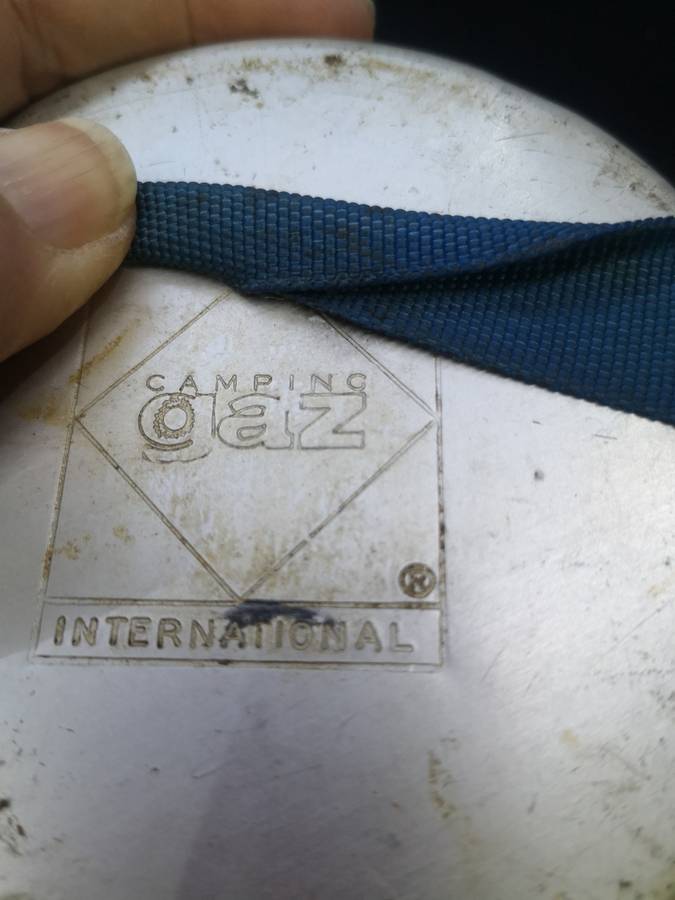 CAMPING
gaz
®
INTERNATIONAL